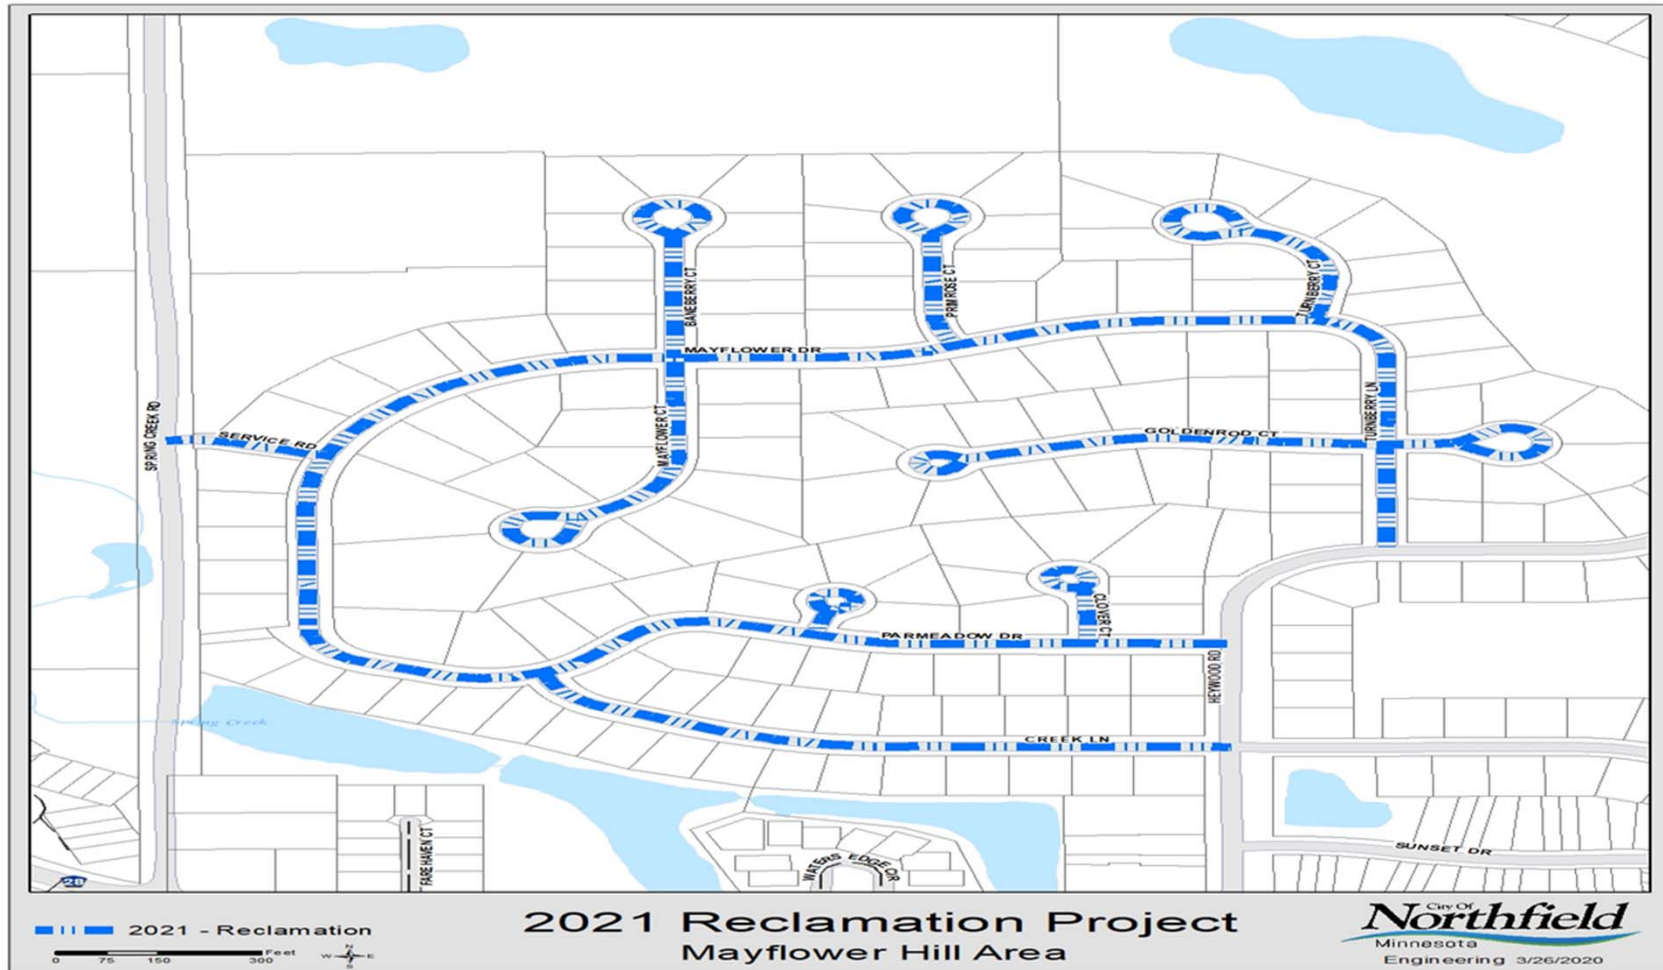 BANEBERRY CT
PRIMROSE CT
TURNBERRY CT
MAYFLOWER DR
SPRING CREEK RD
SERVICE RD
MAYFLOWER CT
TURNBERRY LN
GOLDENROD CT
CLOVER CT
PARMEADOW DR
HEYWOOD RD
Spring Creek
CREEK LN
FAREHAVEN CT
WATERS EDGE CIR
SUNSET DR
28
2021 - Reclamation
0 75 150 300 Feet
N
W E
S
2021 Reclamation Project
Mayflower Hill Area
City Of
Northfield
Minnesota
Engineering 3/26/2020